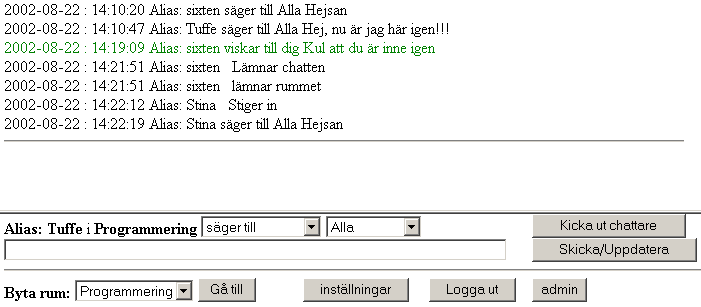 2002-08-22 : 14:10:20 Alias: sixten säger till Alla Hejsan
2002-08-22 : 14:10:47 Alias: Tuffe säger till Alla Hej, nu är jag här igen!!!
2002-08-22 : 14:19:09 Alias: sixten viskar till dig Kul att du är inne igen
2002-08-22 : 14:21:51 Alias: sixten Lämnar chatten
2002-08-22 : 14:21:51 Alias: sixten lämnar rummet
2002-08-22 : 14:22:12 Alias: Stina Stiger in
2002-08-22 : 14:22:19 Alias: Stina säger till Alla Hejsan
Alias: Tuffe i Programmering säger till Alla Kicka ut chattare
Skicka/Uppdatera
Byta rum: Programmering Gå till inställningar Logga ut admin